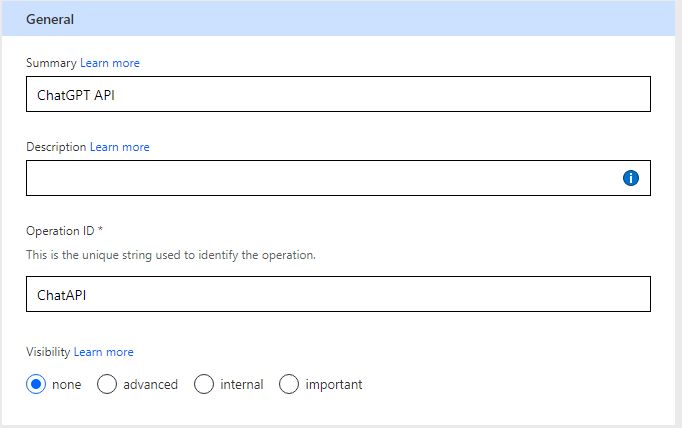 General
Summary Learn more
ChatGPT API
Description Learn more
i
Operation ID *
This is the unique string used to identify the operation.
ChatAPI
Visibility Learn more
none advanced internal important